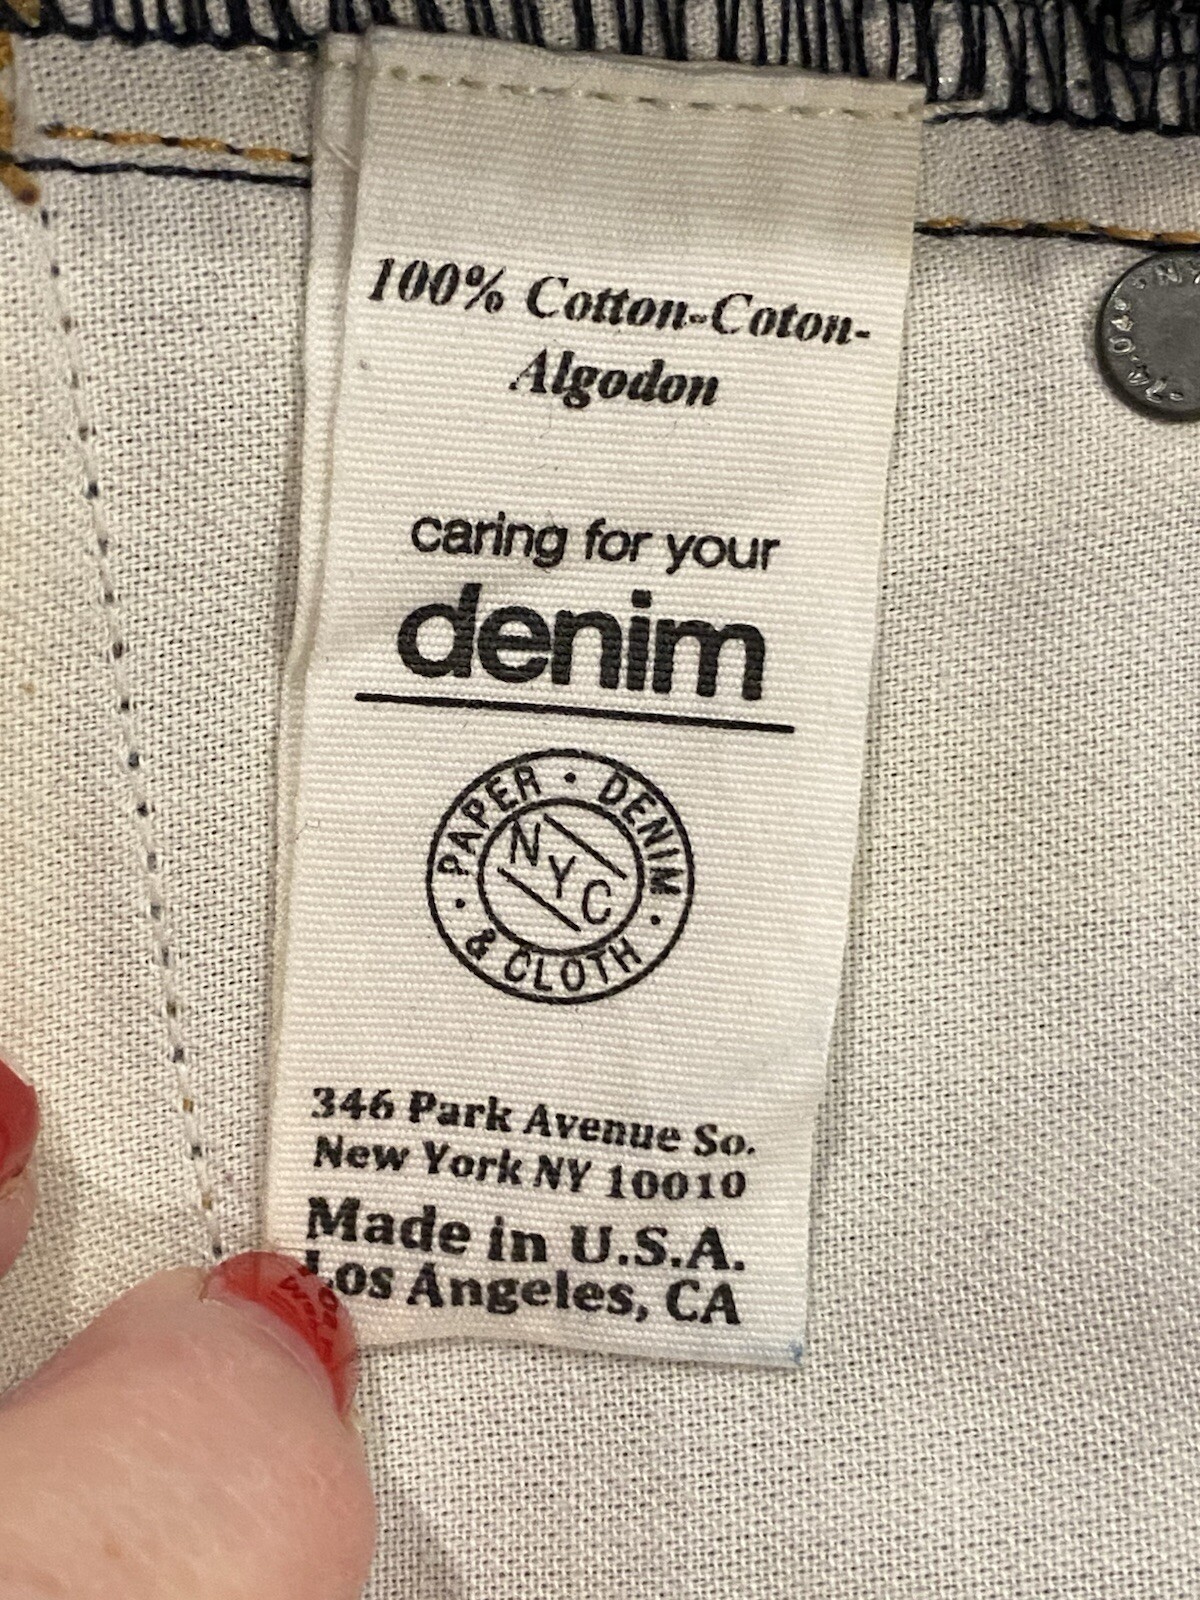 100% Cotton-Coton-
Algodon
caring for your
denim
PAPER · DENIM · & CLOTH ·
NYC
346 Park Avenue So.
New York NY 10010
Made in U.S.A.
Los Angeles, CA